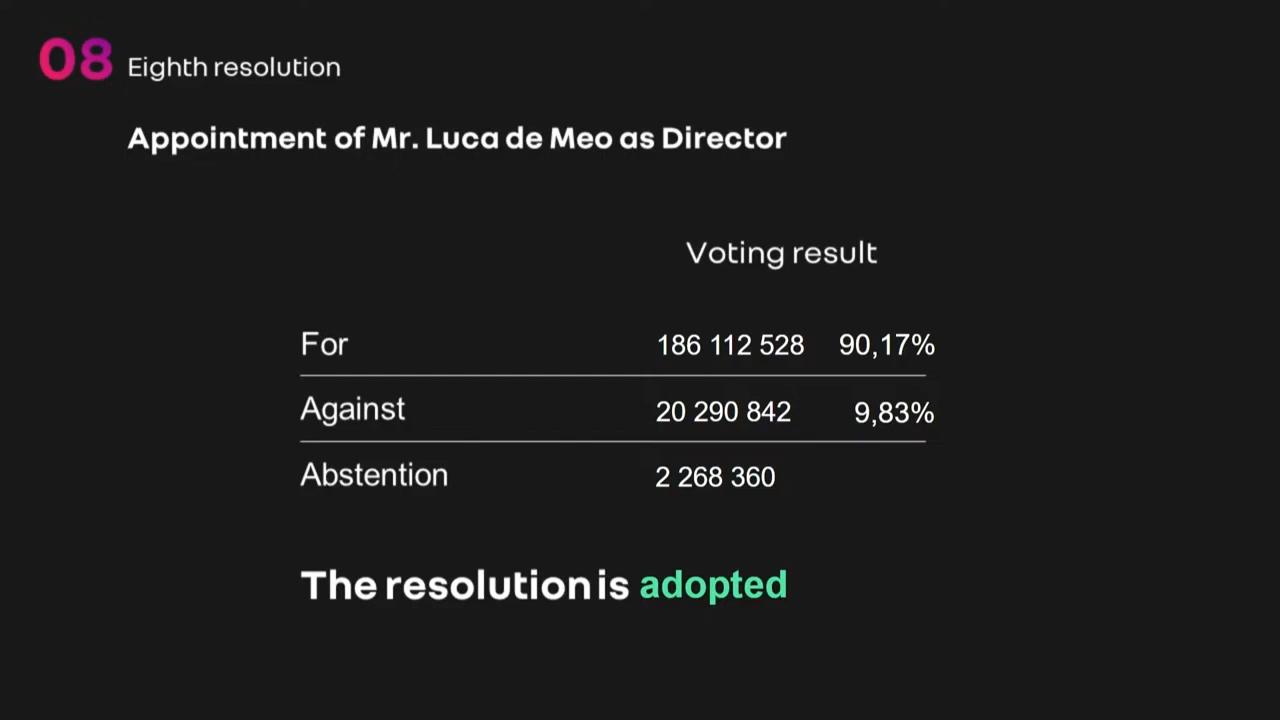 08 Eighth resolution
Appointment of Mr. Luca de Meo as Director
Voting result
For 186 112 528 90,17%
Against 20 290 842 9,83%
Abstention 2 268 360
The resolution is adopted